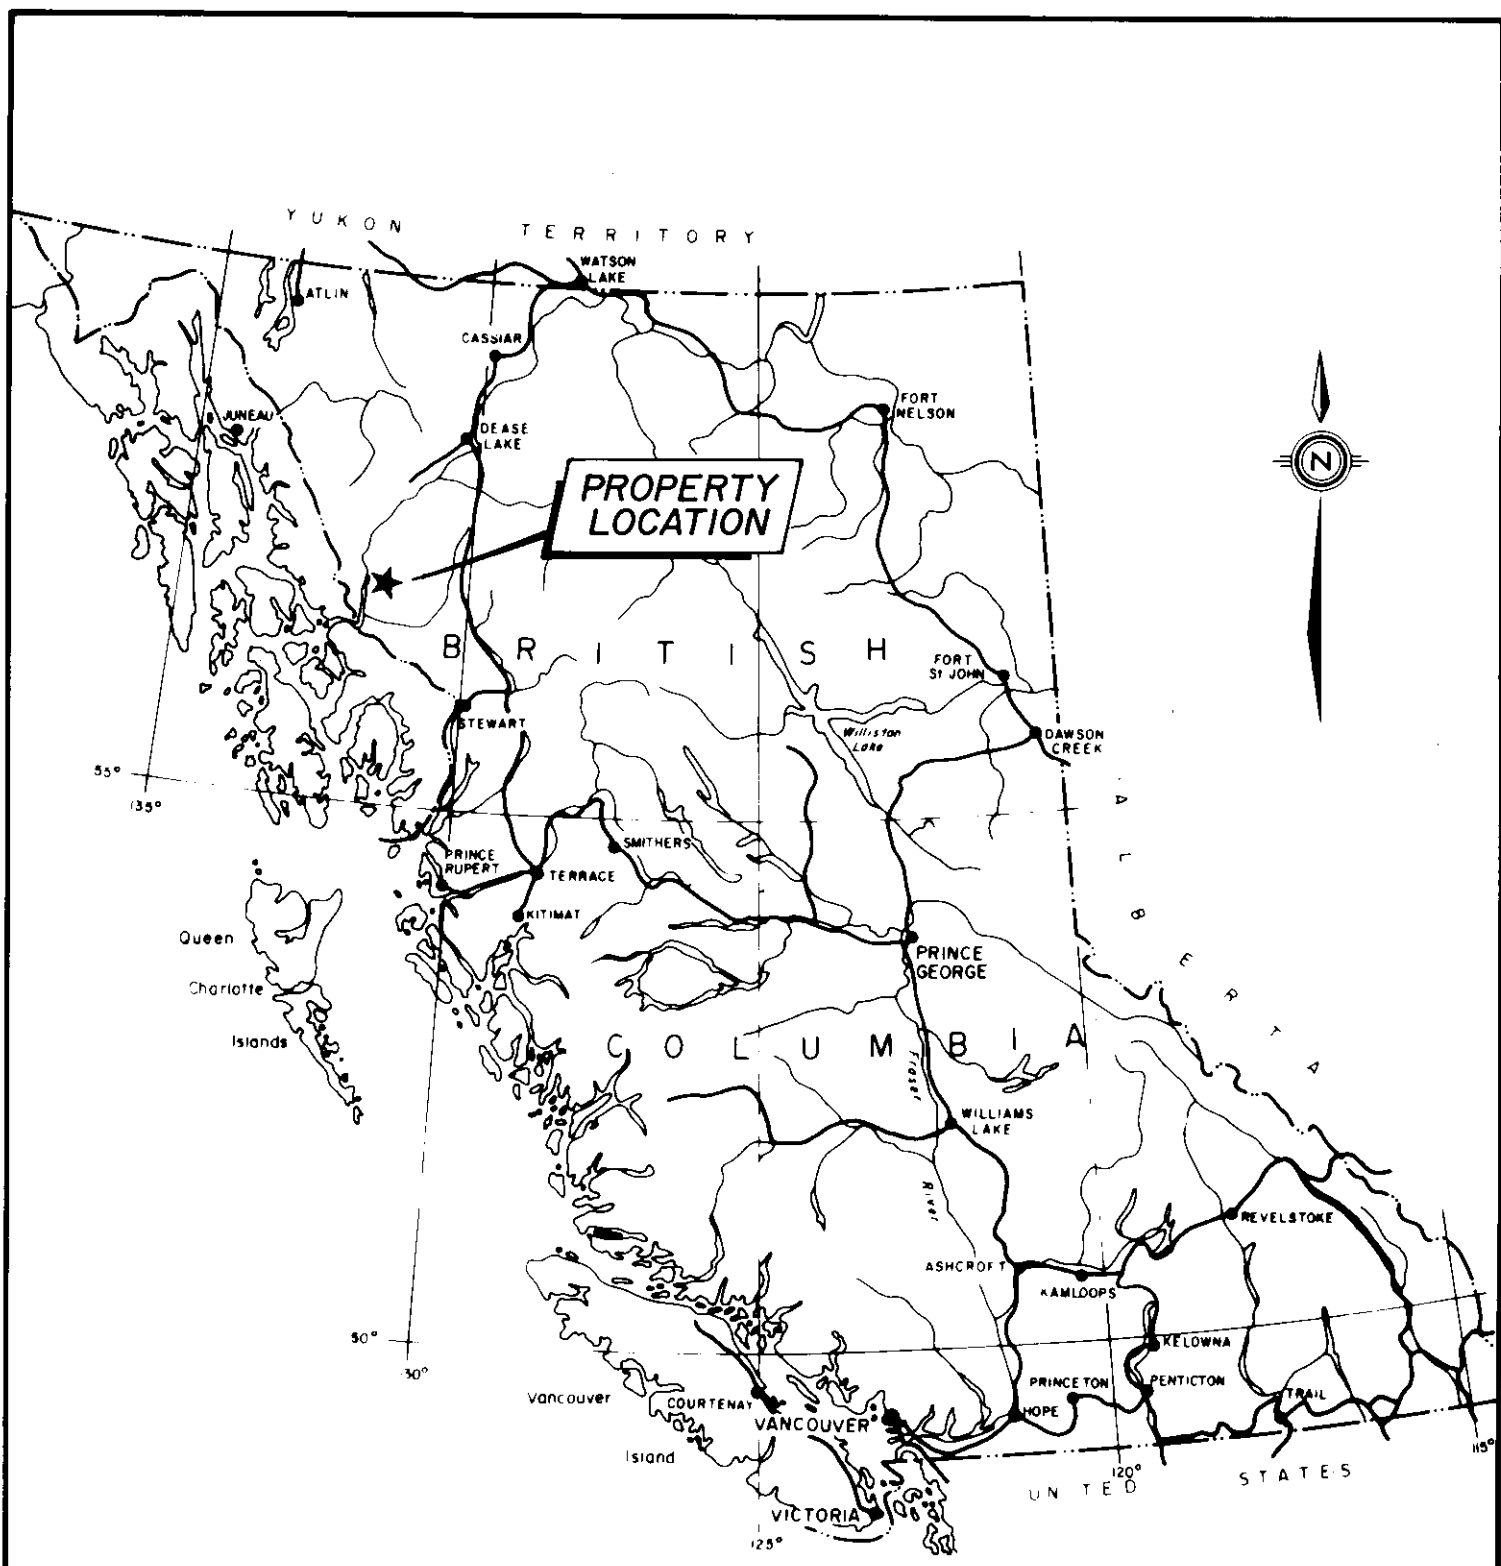 YUKON TERRITORY
WATSON
LAKE
ATLIN
CASSIAR
JUNEAU
DEASE
LAKE
FORT
NELSON
N
PROPERTY
LOCATION
BRITISH
FORT
St JOHN
STEWART
Williston
Lake
DAWSON
CREEK
55°
135°
ALBERTA
SMITHERS
PRINCE
RUPERT
TERRACE
KITIMAT
Queen
Charlotte
Islands
PRINCE
GEORGE
COLUMBIA
Fraser
River
WILLIAMS
LAKE
REVELSTOKE
ASHCROFT
KAMLOOPS
50°
30°
KELOWNA
Vancouver
Island
COURTENAY
VANCOUVER
PRINCETON
PENTICTON
HOPE
TRAIL
115°
120°
UNITED STATES
VICTORIA
125°